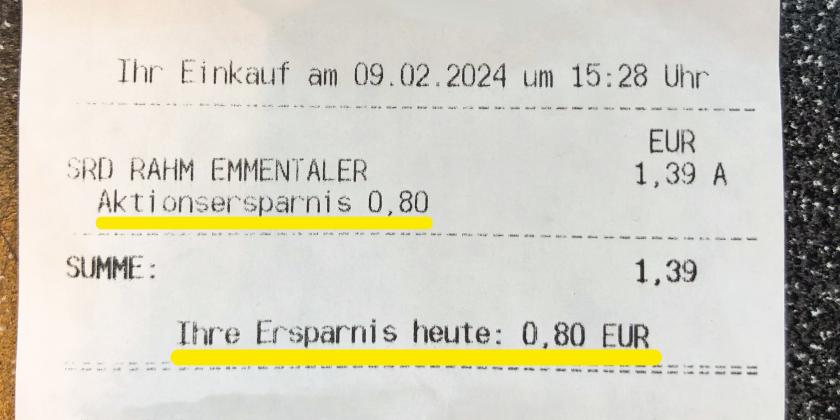 Ihr Einkauf am 09.02.2024 um 15:28 Uhr
EUR
SRD RAHM EMMENTALER 1,39 A
Aktionsersparnis 0,80
SUMME: 1,39
Ihre Ersparnis heute: 0,80 EUR